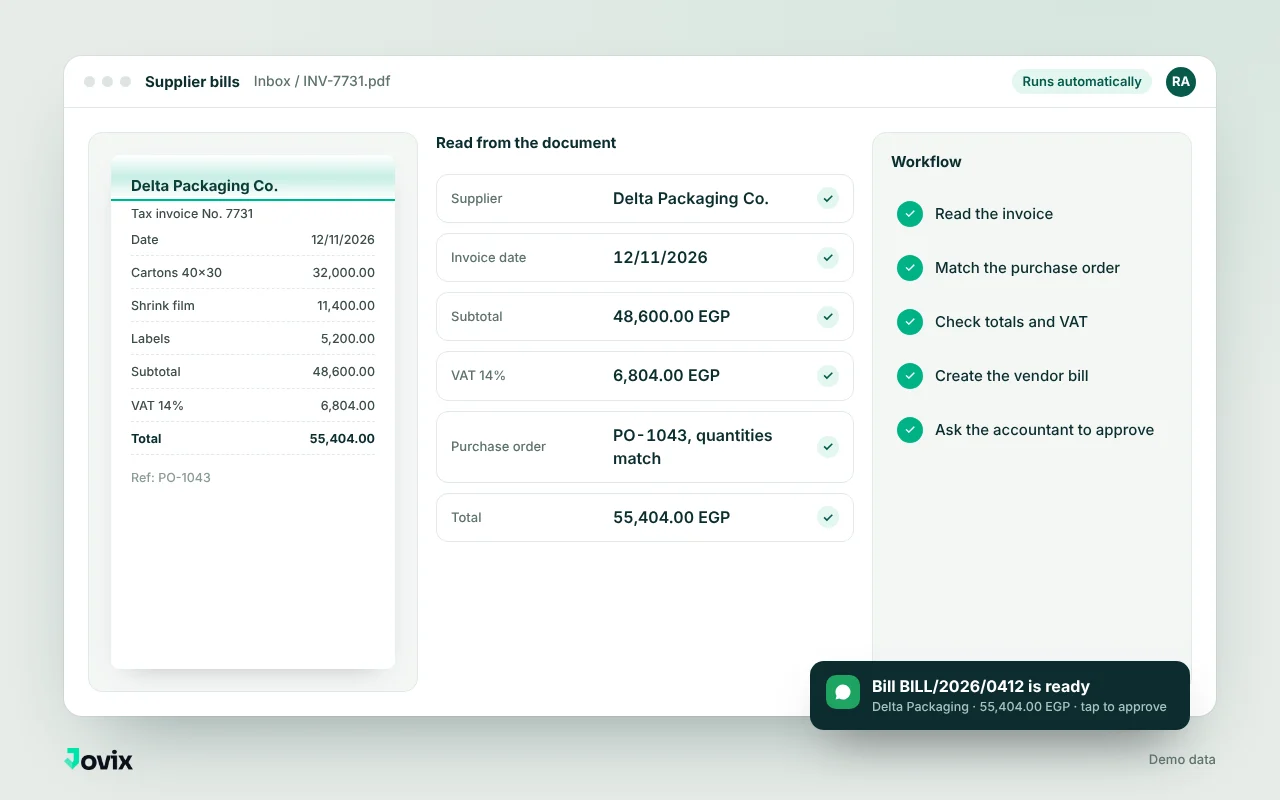 Supplier bills Inbox / INV-7731.pdf
Runs automatically RA
Delta Packaging Co.
Tax invoice No. 7731
Date 12/11/2026
Cartons 40×30 32,000.00
Shrink film 11,400.00
Labels 5,200.00
Subtotal 48,600.00
VAT 14% 6,804.00
Total 55,404.00
Ref: PO-1043
Read from the document
Supplier Delta Packaging Co.
Invoice date 12/11/2026
Subtotal 48,600.00 EGP
VAT 14% 6,804.00 EGP
Purchase order PO-1043, quantities
match
Total 55,404.00 EGP
Workflow
Read the invoice
Match the purchase order
Check totals and VAT
Create the vendor bill
Ask the accountant to approve
Bill BILL/2026/0412 is ready
Delta Packaging · 55,404.00 EGP · tap to approve
Jovix
Demo data